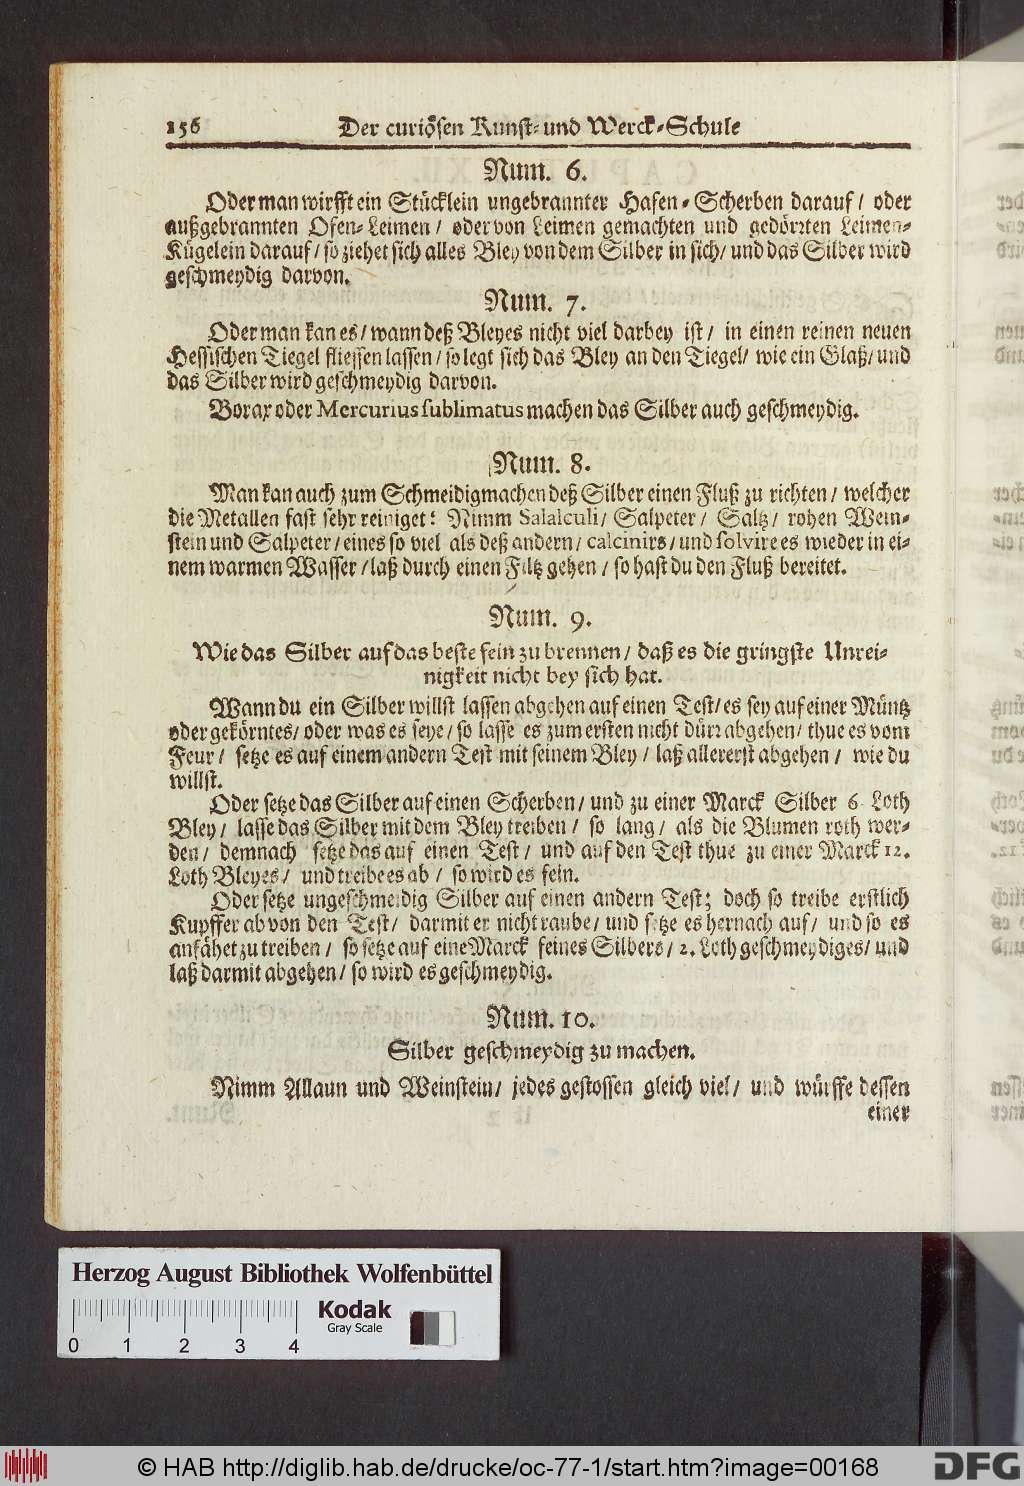 156 Der curiösen Kunst- und Werck-Schule
Num. 6.
Oder man wirfft ein Stücklein ungebrannter Hafen-Scherben darauf / oder
außgebrannten Ofen-Leimen / oder von Leimen gemachten und gedörzten Leimen-
Kügelein darauf / so ziehet sich alles Bley von dem Silber in sich / und das Silber wird
geschmeydig darvon.
Num. 7.
Oder man kan es / wann deß Bleyes nicht viel darbey ist / in einen reinen neuen
Hessischen Tiegel fliessen lassen / so legt sich das Bley an den Tiegel / wie ein Glaß / und
das Silber wird geschmeydig darvon.
Borax oder Mercurius sublimatus machen das Silber auch geschmeydig.
Num. 8.
Man kan auch zum Schmeidigmachen deß Silber einen Fluß zu richten / welcher
die Metallen fast sehr reiniget: Nimm Salalculi / Salpeter / Saltz / rohen Wein-
stein und Salpeter / eines so viel als deß andern / calcinirs / und solvire es wieder in ei-
nem warmen Wasser / laß durch einen Filtz gehen / so hast du den Fluß bereitet.
Num. 9.
Wie das Silber auf das beste fein zu brennen / daß es die gringste Unrei-
nigkeit nicht bey sich hat.
Wann du ein Silber willst lassen abgehen auf einen Test / es sey auf einer Müntz
oder gekörntes / oder was es seye / so lasse es zum ersten nicht dürr abgehen / thue es vom
Feur / setze es auf einem andern Test mit seinem Bley / laß allererst abgehen / wie du
willst.
Oder setze das Silber auf einen Scherben / und zu einer Marck Silber 6 Loth
Bley / lasse das Silber mit dem Bley treiben / so lang / als die Blumen roth wer-
den / demnach setze das auf einen Test / und auf den Test thue zu einer Marck 12.
Loth Bleyes / und treibe es ab / so wird es fein.
Oder setze ungeschmeidig Silber auf einen andern Test; doch so treibe erstlich
Kupffer ab von den Test / darmit er nicht raube / und setze es hernach auf / und so es
anfähet zu treiben / so setze auf eine Marck feines Silbers / 2. Loth geschmeydiges / und
laß darmit abgehen / so wird es geschmeydig.
Num. 10.
Silber geschmeydig zu machen.
Nimm Allaun und Weinstein / jedes gestossen gleich viel / und würffe dessen
einer
Herzog August Bibliothek Wolfenbüttel
Kodak
Gray Scale
0 1 2 3 4
© HAB http://diglib.hab.de/drucke/oc-77-1/start.htm?image=00168
DFG